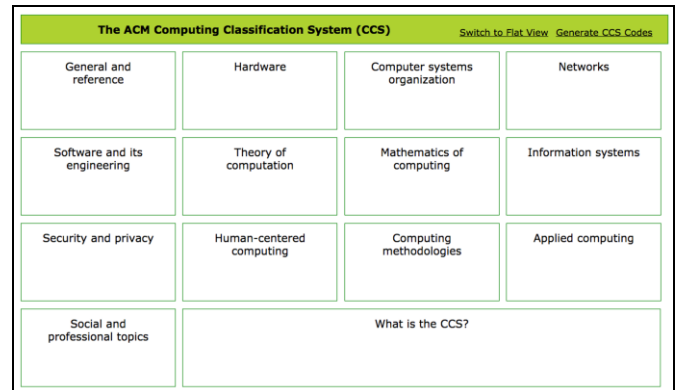 The ACM Computing Classification System (CCS)
Switch to Flat View Generate CCS Codes
General and
reference
Hardware
Computer systems
organization
Networks
Software and its
engineering
Theory of
computation
Mathematics of
computing
Information systems
Security and privacy
Human-centered
computing
Computing
methodologies
Applied computing
Social and
professional topics
What is the CCS?